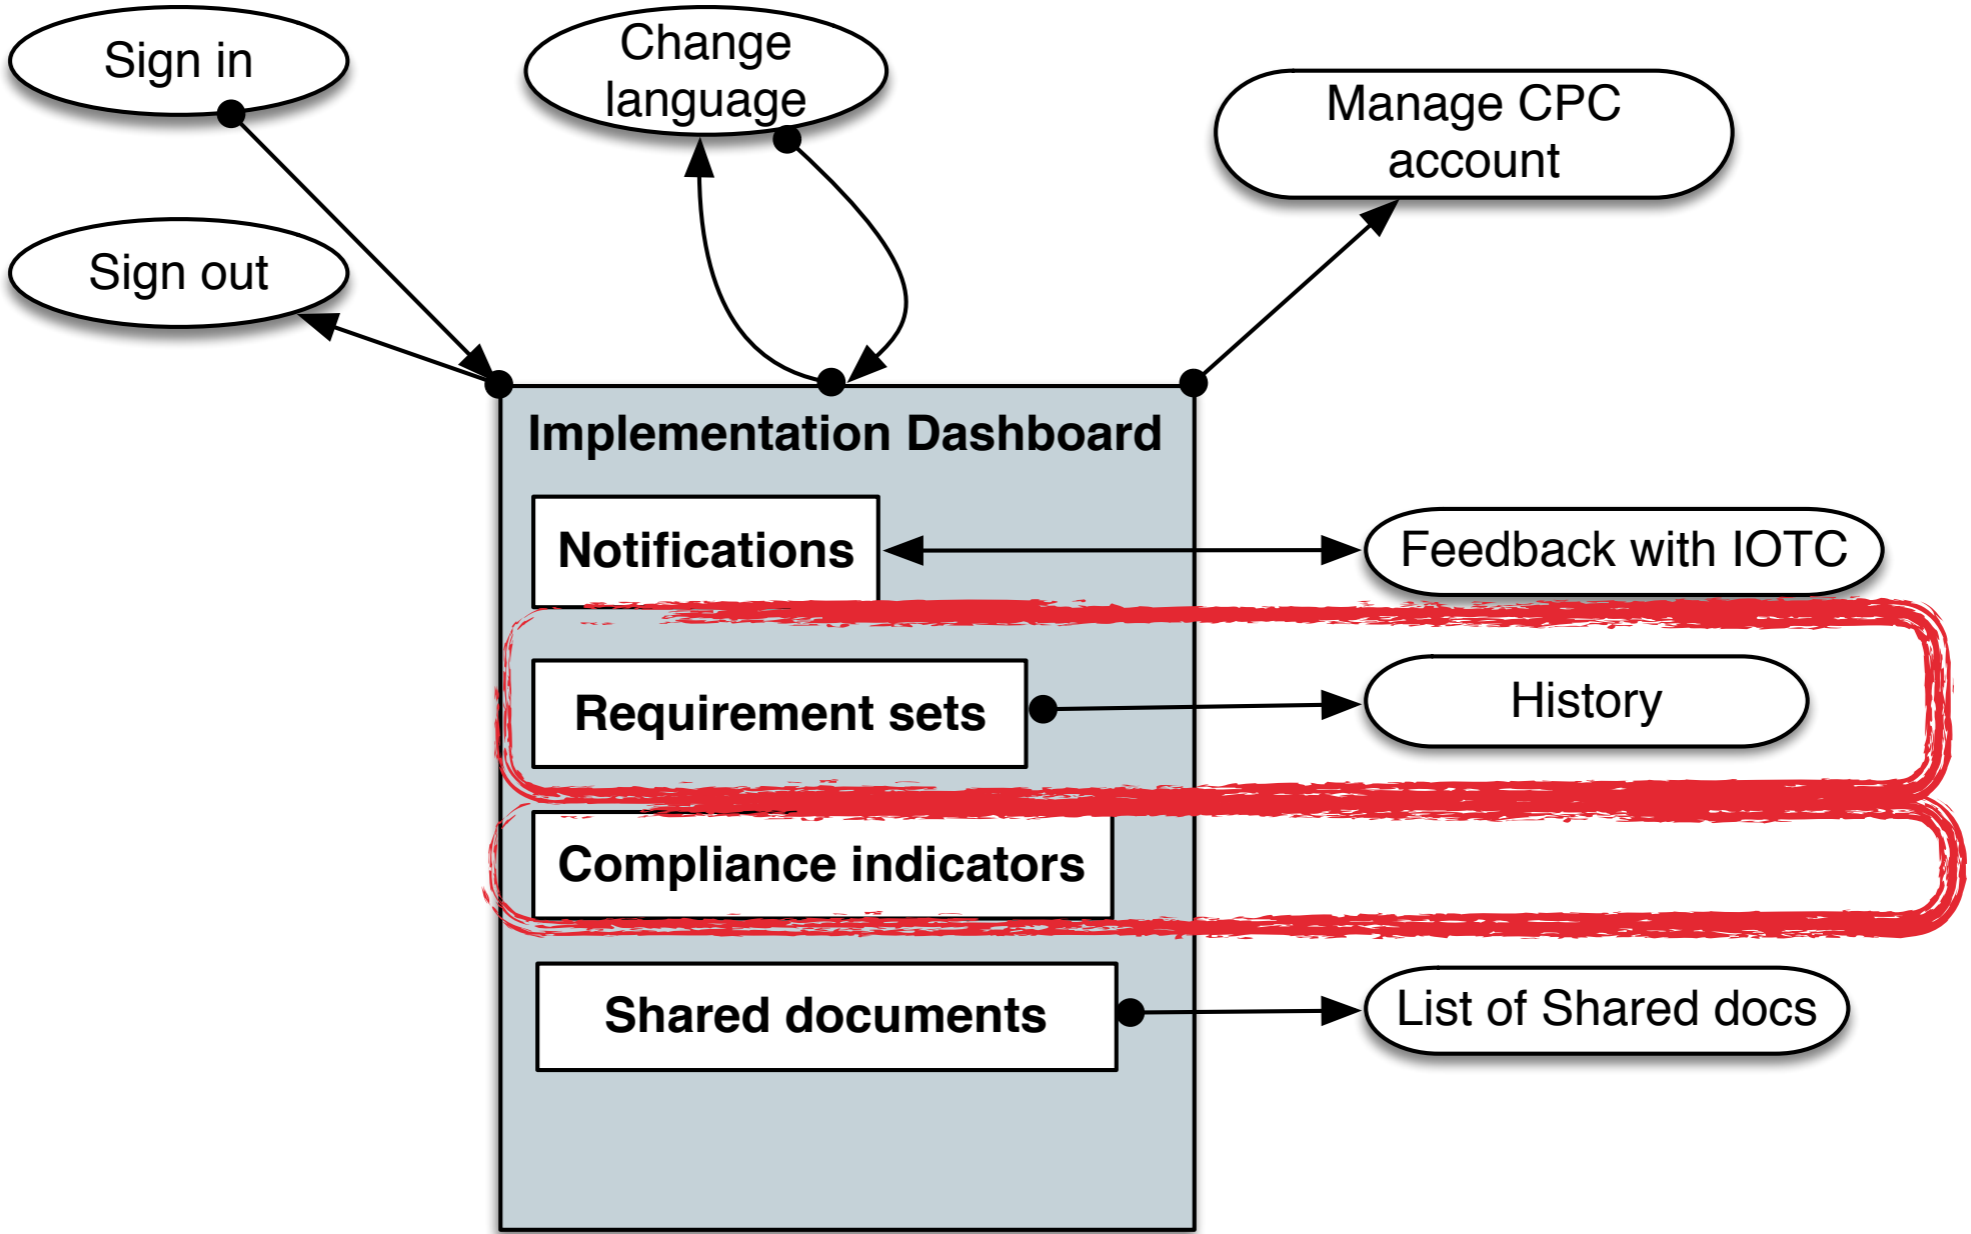 Sign in
Change
language
Manage CPC
account
Sign out
Implementation Dashboard
Notifications
Feedback with IOTC
Requirement sets
History
Compliance indicators
Shared documents
List of Shared docs